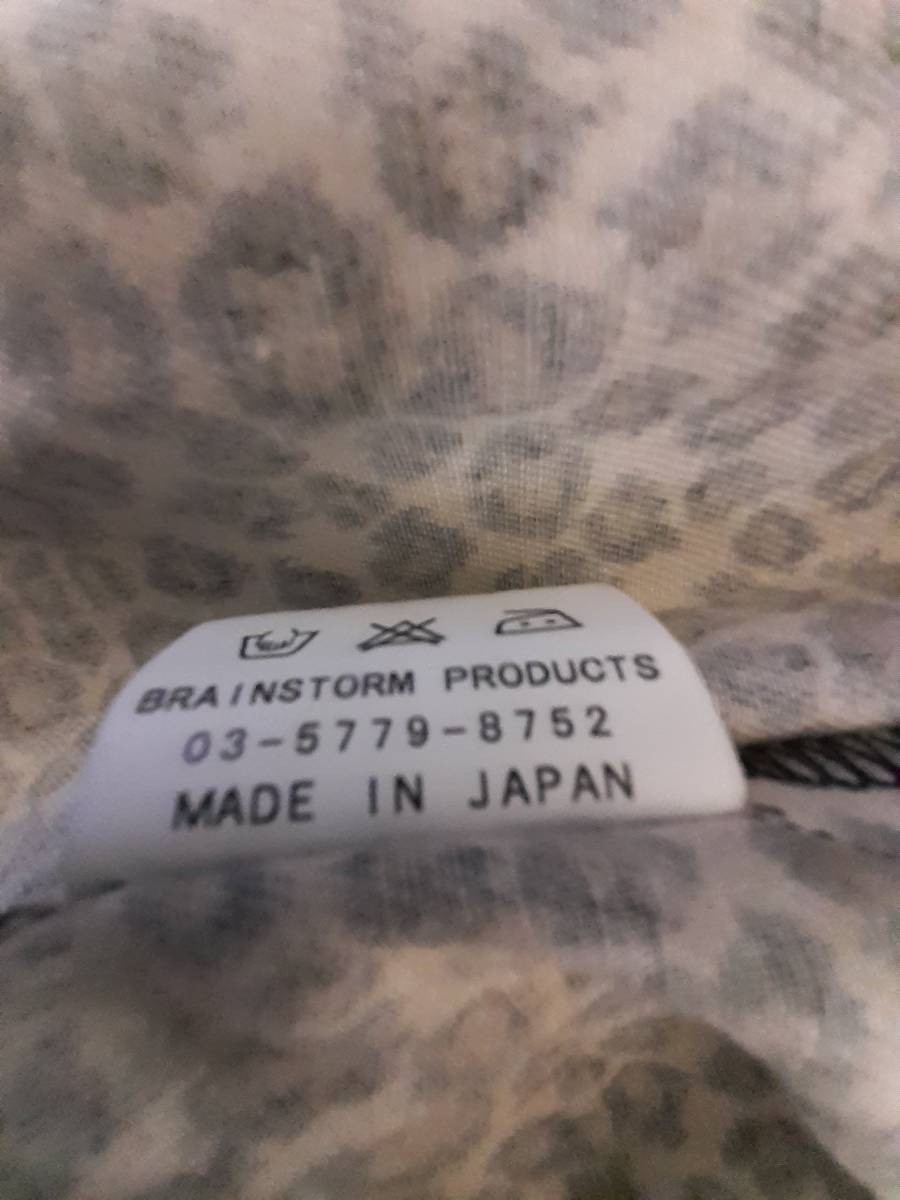 BRAINSTORM PRODUCTS
03-5779-8752
MADE IN JAPAN